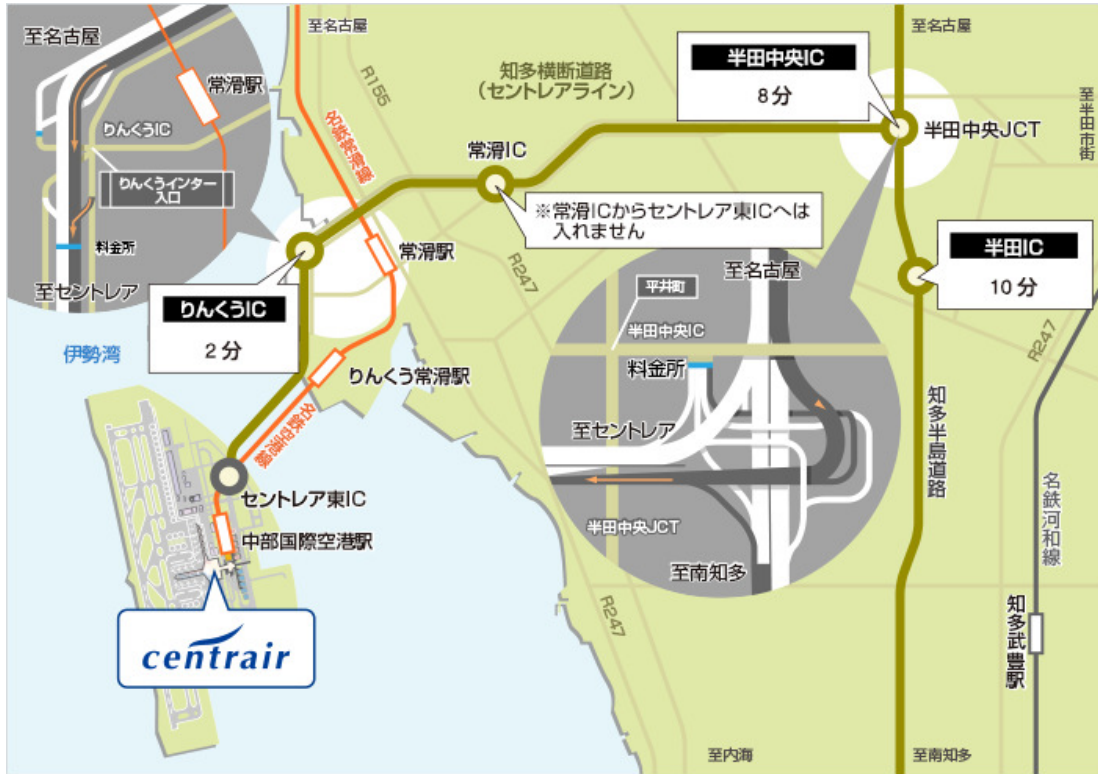 至名古屋
常滑駅
りんくうIC
りんくうインター
入口
料金所
至セントレア
至名古屋
R155
名鉄常滑線
知多横断道路
(セントレアライン)
至名古屋
半田中央IC
8分
半田中央JCT
至半田市街
常滑IC
※常滑ICからセントレア東ICへは
入れません
常滑駅
R247
りんくうIC
2分
半田IC
10分
伊勢湾
りんくう常滑駅
名鉄空港線
至名古屋
平井町
半田中央IC
料金所
至セントレア
半田中央JCT
至南知多
R247
知多半島道路
名鉄河和線
セントレア東IC
中部国際空港駅
centrair
R247
知多武豊駅
至内海
至南知多